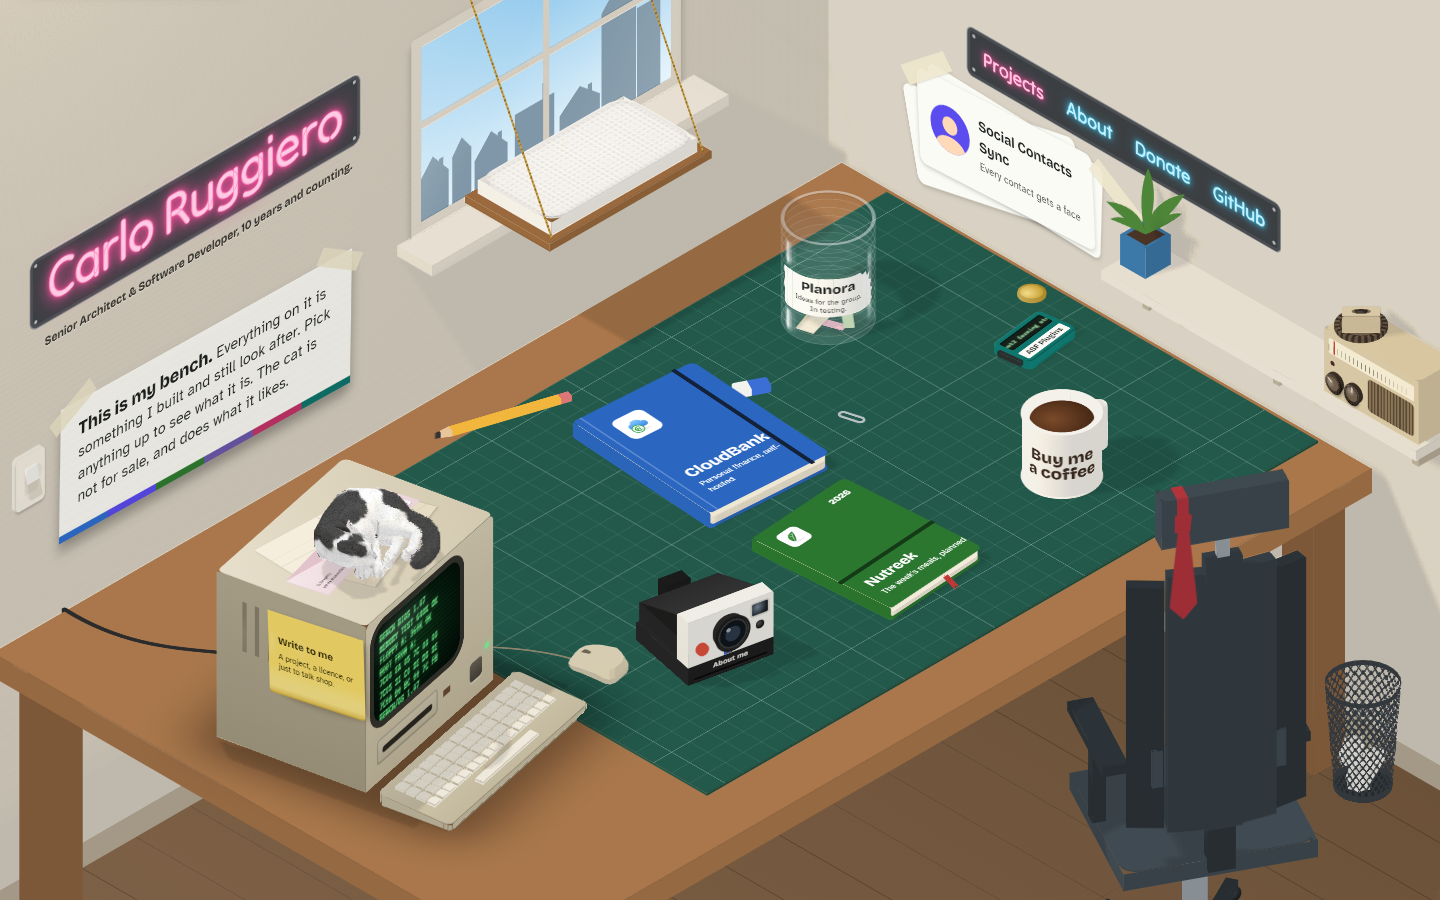 Carlo Ruggiero
Senior Architect & Software Developer, 10 years and counting.
This is my bench. Everything on it is
something I built and still look after. Pick
anything up to see what it is. The cat is
not for sale, and does what it likes.
Projects
About
Donate
GitHub
Social Contacts
Sync
Every contact gets a face
Planora
Ideas for the group.
In testing.
ASF Plugins
Buy me
a coffee
CloudBank
Personal finance, self-
hosted
2026
Nutreek
The week's meals, planned
About me
Write to me
A project, a licence, or
just to talk shop.